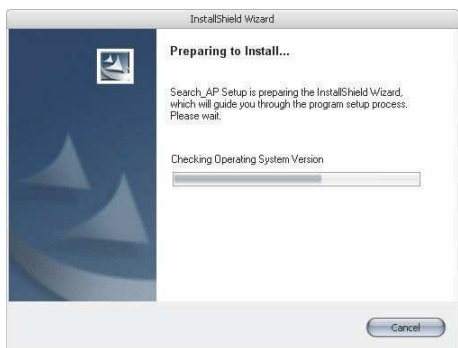 InstallShield Wizard
Preparing to Install...
Search_AP Setup is preparing the InstallShield Wizard,
which will guide you through the program setup process.
Please wait.
Checking Operating System Version
Cancel